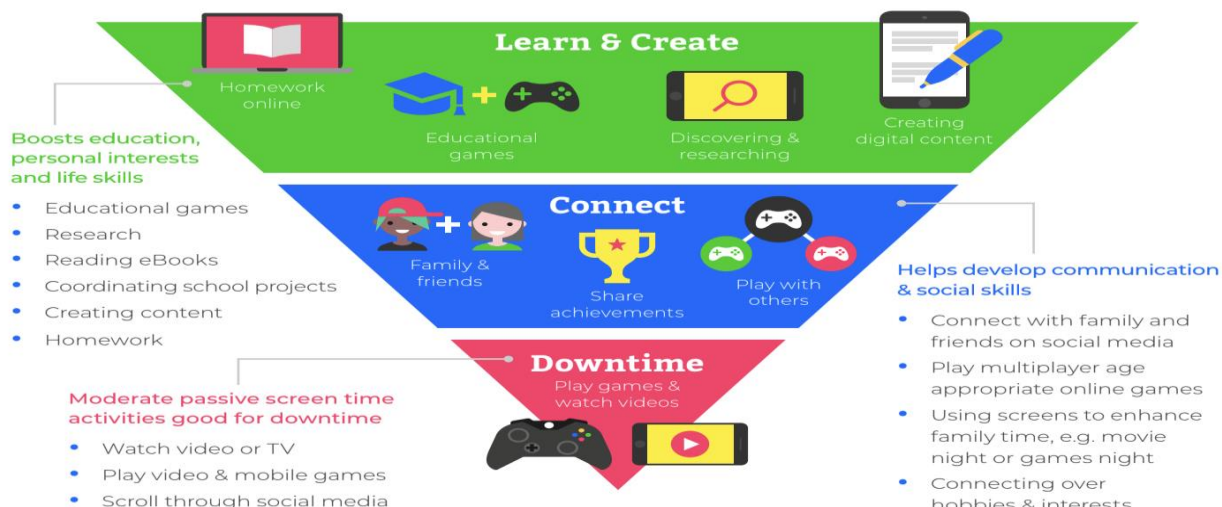 Learn & Create
Homework
online
Educational
games
Discovering &
researching
Creating
digital content
Boosts education,
personal interests
and life skills
• Educational games
• Research
• Reading eBooks
• Coordinating school projects
• Creating content
• Homework
Connect
Family &
friends
Share
achievements
Play with
others
Helps develop communication
& social skills
• Connect with family and
friends on social media
• Play multiplayer age
appropriate online games
• Using screens to enhance
family time, e.g. movie
night or games night
• Connecting over
hobbies & interests
Downtime
Play games &
watch videos
Moderate passive screen time
activities good for downtime
• Watch video or TV
• Play video & mobile games
• Scroll through social media